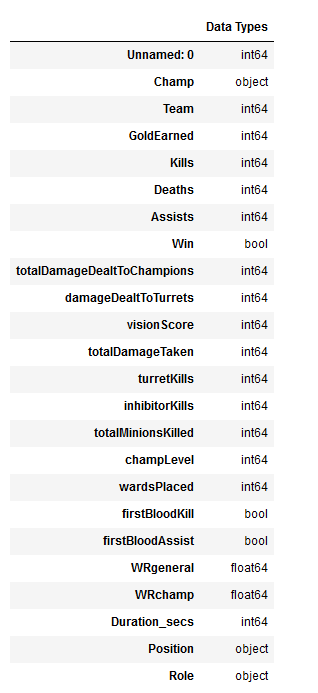 Data Types
Unnamed: 0 int64
Champ object
Team int64
GoldEarned int64
Kills int64
Deaths int64
Assists int64
Win bool
totalDamageDealtToChampions int64
damageDealtToTurrets int64
visionScore int64
totalDamageTaken int64
turretKills int64
inhibitorKills int64
totalMinionsKilled int64
champLevel int64
wardsPlaced int64
firstBloodKill bool
firstBloodAssist bool
WRgeneral float64
WRchamp float64
Duration_secs int64
Position object
Role object